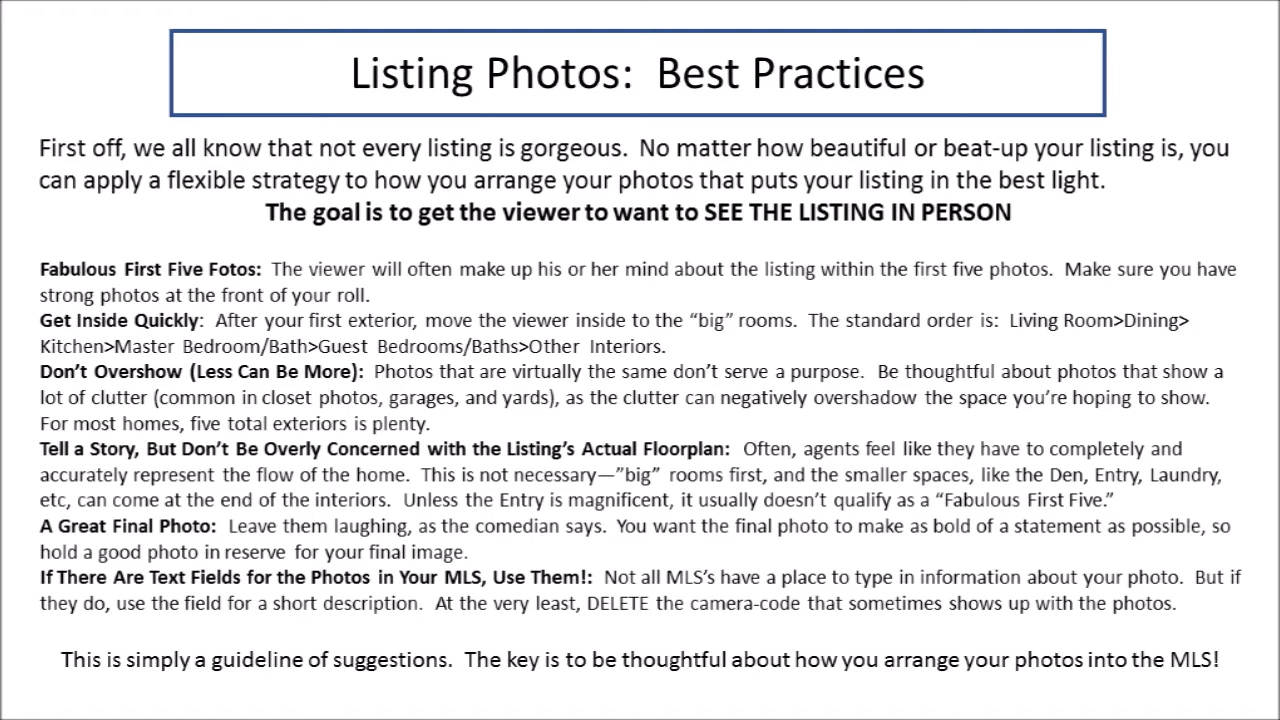 Listing Photos:  Best Practices
First off, we all know that not every listing is gorgeous.  No matter how beautiful or beat-up your listing is, you
can apply a flexible strategy to how you arrange your photos that puts your listing in the best light.
The goal is to get the viewer to want to SEE THE LISTING IN PERSON
Fabulous First Five Fotos:  The viewer will often make up his or her mind about the listing within the first five photos.  Make sure you have
strong photos at the front of your roll.
Get Inside Quickly:  After your first exterior, move the viewer inside to the “big” rooms.  The standard order is:  Living Room>Dining>
Kitchen>Master Bedroom/Bath>Guest Bedrooms/Baths>Other Interiors.
Don’t Overshow (Less Can Be More):  Photos that are virtually the same don’t serve a purpose.  Be thoughtful about photos that show a
lot of clutter (common in closet photos, garages, and yards), as the clutter can negatively overshadow the space you’re hoping to show.
For most homes, five total exteriors is plenty.
Tell a Story, But Don’t Be Overly Concerned with the Listing’s Actual Floorplan:  Often, agents feel like they have to completely and
accurately represent the flow of the home.  This is not necessary—”big” rooms first, and the smaller spaces, like the Den, Entry, Laundry,
etc, can come at the end of the interiors.  Unless the Entry is magnificent, it usually doesn’t qualify as a “Fabulous First Five.”
A Great Final Photo:  Leave them laughing, as the comedian says.  You want the final photo to make as bold of a statement as possible, so
hold a good photo in reserve for your final image.
If There Are Text Fields for the Photos in Your MLS, Use Them!:  Not all MLS’s have a place to type in information about your photo.  But if
they do, use the field for a short description.  At the very least, DELETE the camera-code that sometimes shows up with the photos.
This is simply a guideline of suggestions.  The key is to be thoughtful about how you arrange your photos into the MLS!